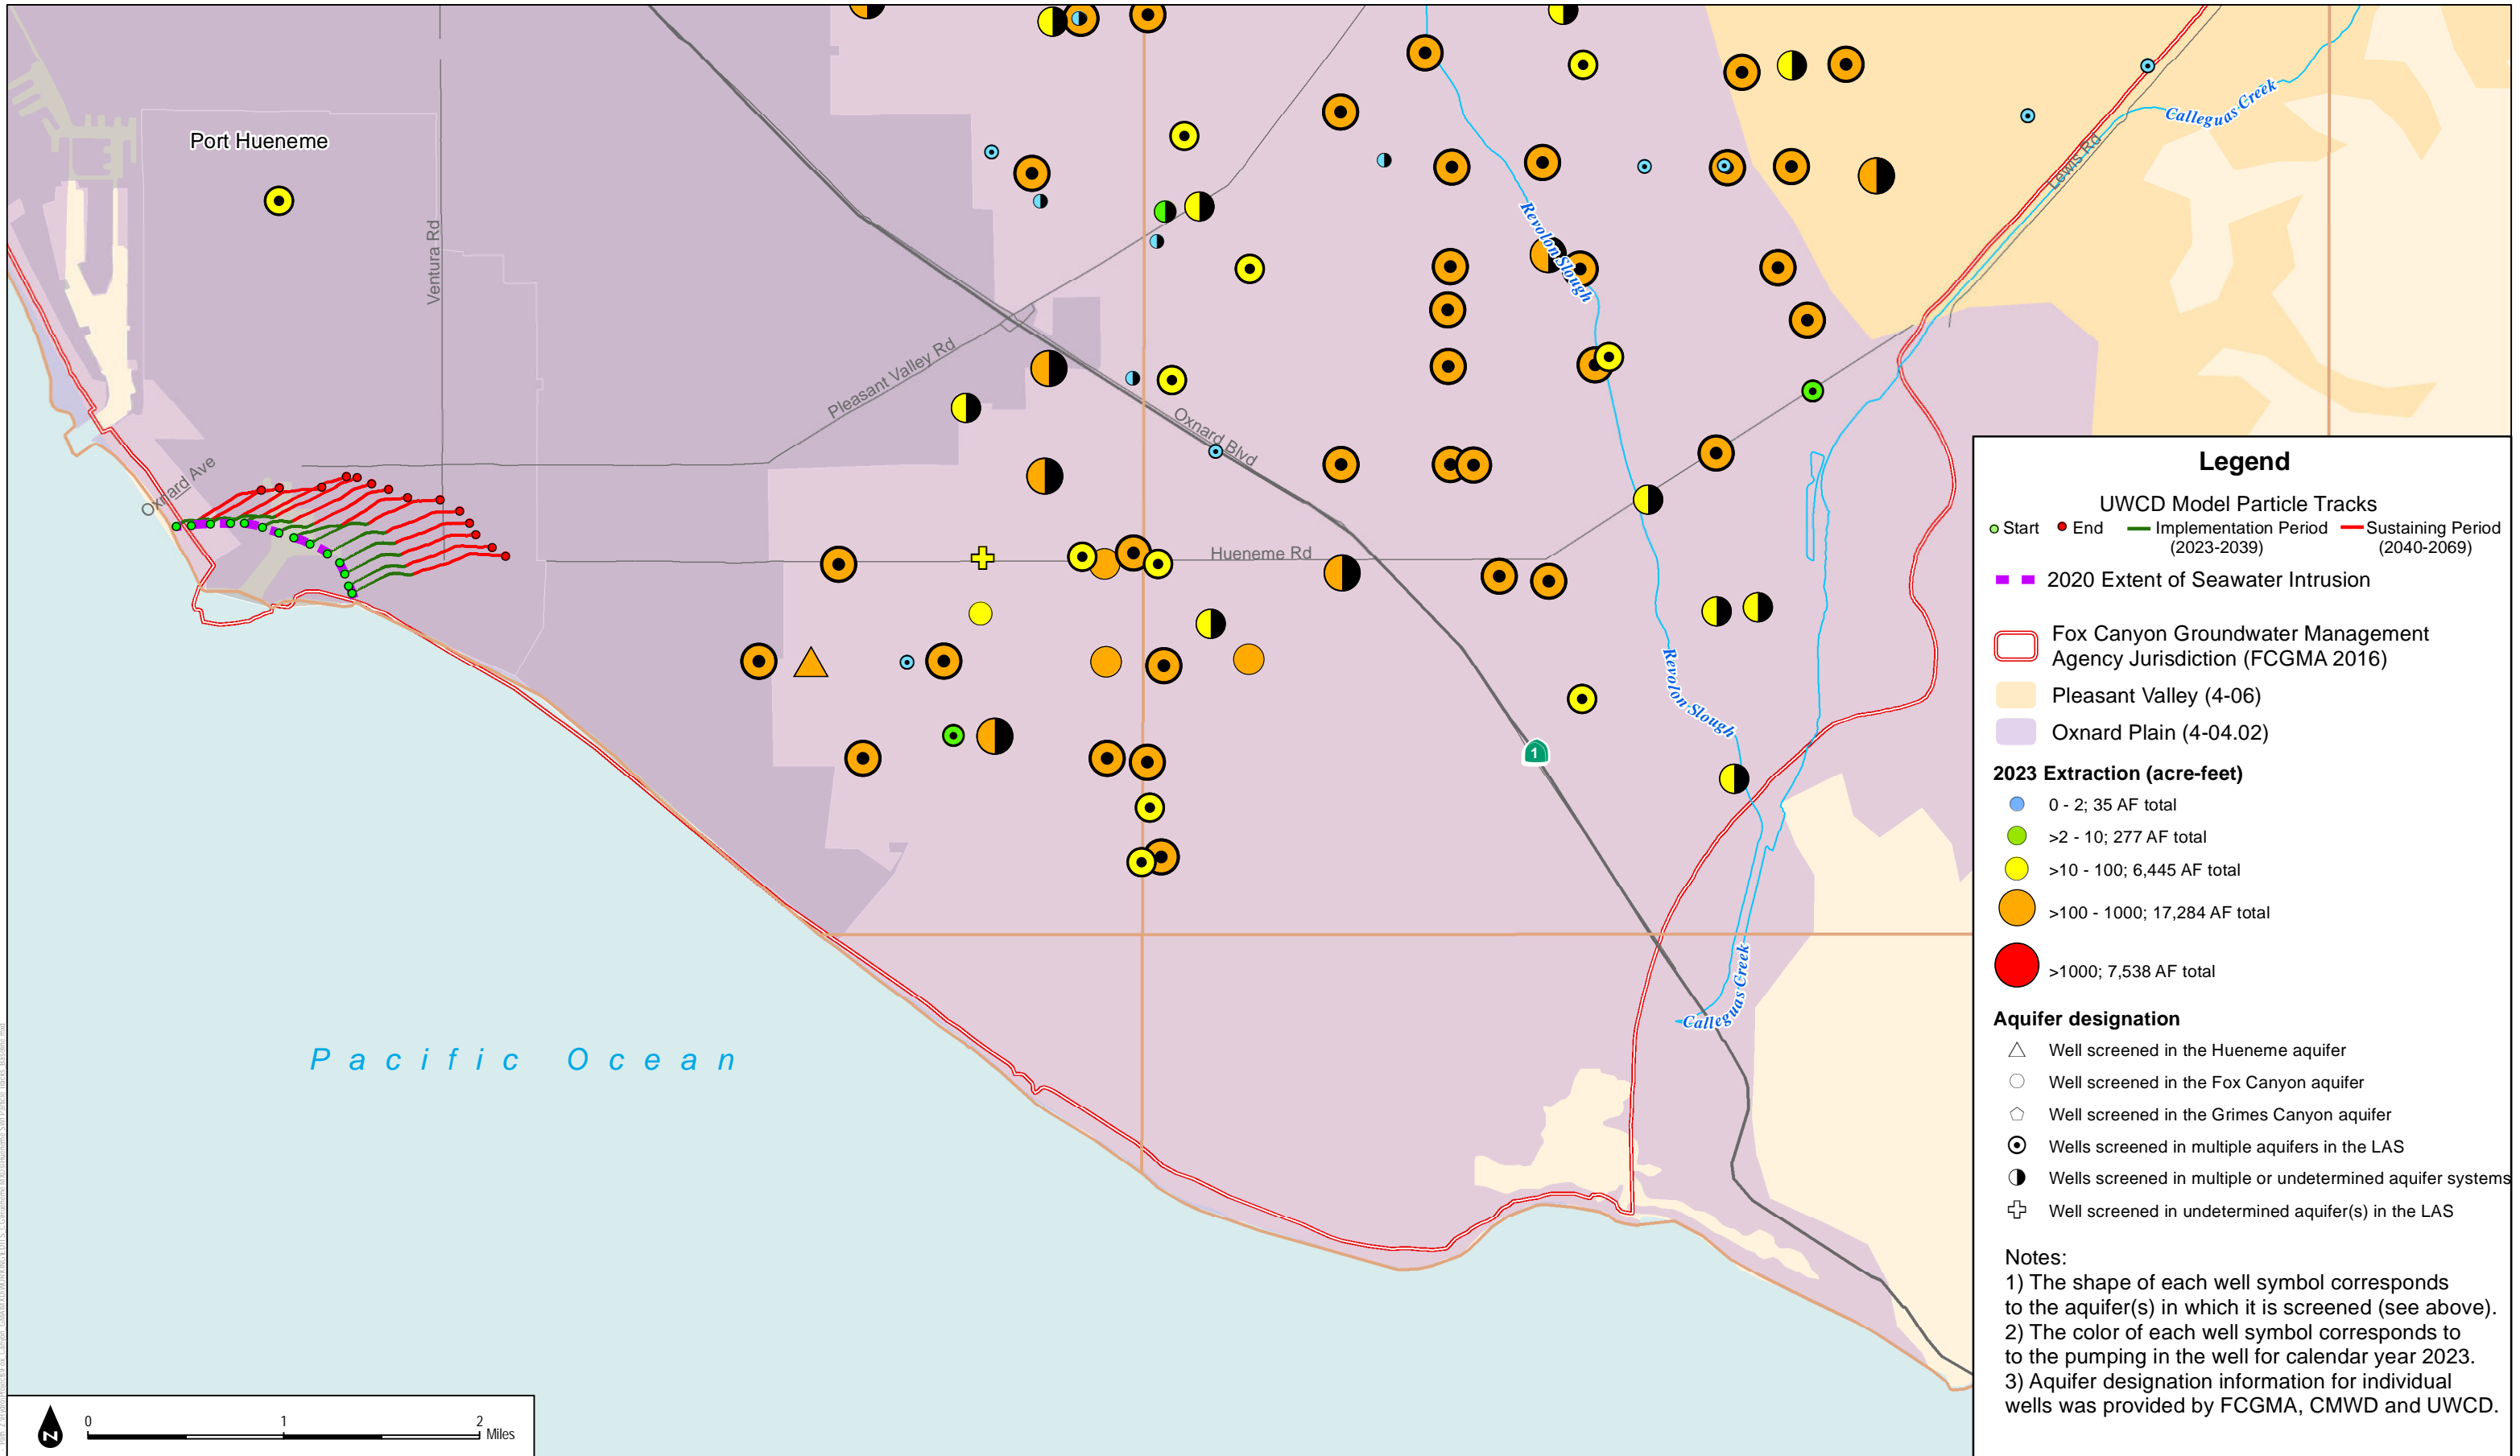 Port Hueneme
Ventura Rd
Oxnard Ave
Pleasant Valley Rd
Oxnard Blvd
Hueneme Rd
Revolon Slough
Calleguas Creek
Lewis Rd
Revolon Slough
1
Calleguas Creek
Pacific Ocean
N
0 1 2
Miles
Legend
UWCD Model Particle Tracks
Start End Implementation Period Sustaining Period
(2023-2039) (2040-2069)
2020 Extent of Seawater Intrusion
Fox Canyon Groundwater Management
Agency Jurisdiction (FCGMA 2016)
Pleasant Valley (4-06)
Oxnard Plain (4-04.02)
2023 Extraction (acre-feet)
0 - 2; 35 AF total
>2 - 10; 277 AF total
>10 - 100; 6,445 AF total
>100 - 1000; 17,284 AF total
>1000; 7,538 AF total
Aquifer designation
Well screened in the Hueneme aquifer
Well screened in the Fox Canyon aquifer
Well screened in the Grimes Canyon aquifer
Wells screened in multiple aquifers in the LAS
Wells screened in multiple or undetermined aquifer systems
Well screened in undetermined aquifer(s) in the LAS
Notes:
1) The shape of each well symbol corresponds
to the aquifer(s) in which it is screened (see above).
2) The color of each well symbol corresponds to
to the pumping in the well for calendar year 2023.
3) Aquifer designation information for individual
wells was provided by FCGMA, CMWD and UWCD.